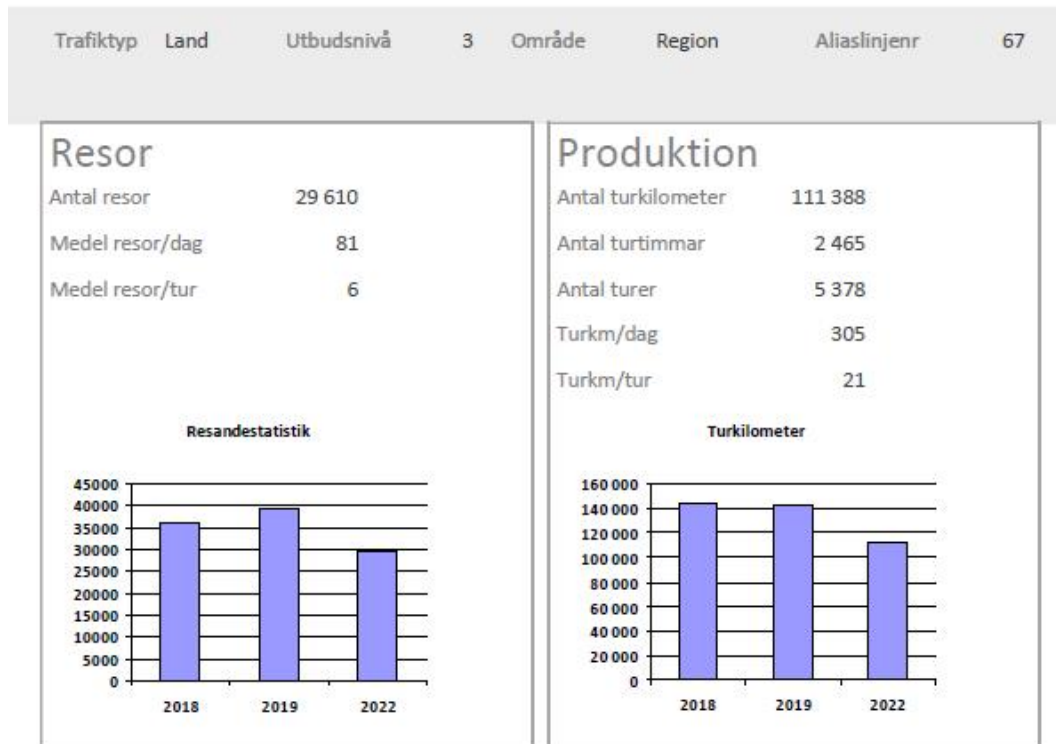 Trafiktyp Land Utbudsnivå 3 Område Region Aliaslinjenr 67
Resor
Antal resor 29 610
Medel resor/dag 81
Medel resor/tur 6
Resandestatistik
45000
40000
35000
30000
25000
20000
15000
10000
5000
0
2018 2019 2022
Produktion
Antal turkilometer 111 388
Antal turtimmar 2 465
Antal turer 5 378
Turkm/dag 305
Turkm/tur 21
Turkilometer
160 000
140 000
120 000
100 000
80 000
60 000
40 000
20 000
0
2018 2019 2022